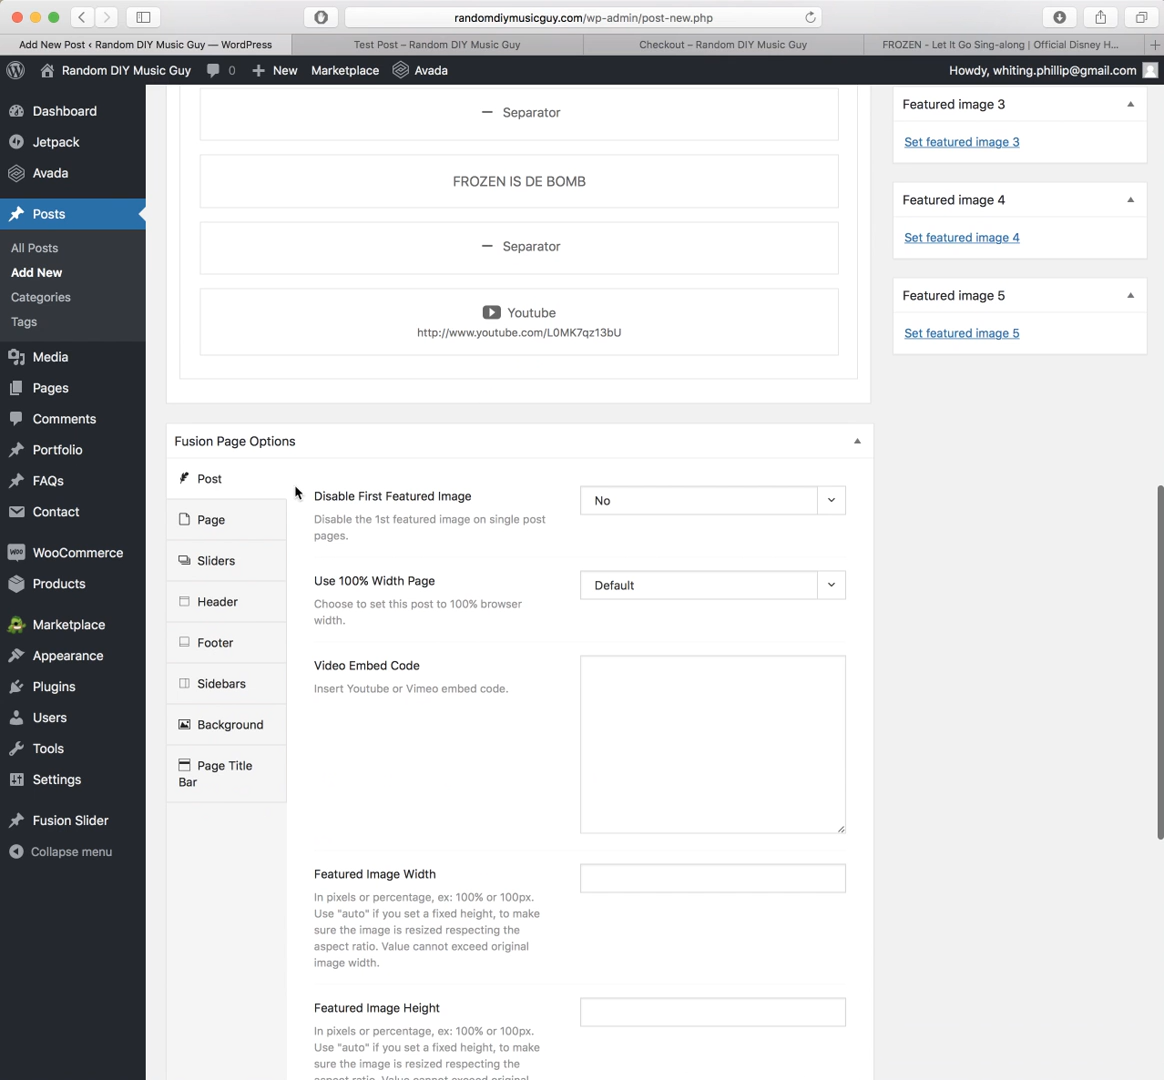 randomdiymusicguy.com/wp-admin/post-new.php
Add New Post ‹ Random DIY Music Guy — WordPress
Test Post – Random DIY Music Guy
Checkout – Random DIY Music Guy
FROZEN - Let It Go Sing-along | Official Disney H...
Random DIY Music Guy
0
New
Marketplace
Avada
Howdy, whiting.phillip@gmail.com
Dashboard
Jetpack
Avada
Posts
All Posts
Add New
Categories
Tags
Media
Pages
Comments
Portfolio
FAQs
Contact
WooCommerce
Products
Marketplace
Appearance
Plugins
Users
Tools
Settings
Fusion Slider
Collapse menu
Separator
FROZEN IS DE BOMB
Separator
Youtube
http://www.youtube.com/L0MK7qz13bU
Fusion Page Options
Post
Page
Sliders
Header
Footer
Sidebars
Background
Page Title
Bar
Disable First Featured Image
Disable the 1st featured image on single post
pages.
No
Use 100% Width Page
Choose to set this post to 100% browser
width.
Default
Video Embed Code
Insert Youtube or Vimeo embed code.
Featured Image Width
In pixels or percentage, ex: 100% or 100px.
Use "auto" if you set a fixed height, to make
sure the image is resized respecting the
aspect ratio. Value cannot exceed original
image width.
Featured Image Height
In pixels or percentage, ex: 100% or 100px.
Use "auto" if you set a fixed height, to make
sure the image is resized respecting the
Featured image 3
Set featured image 3
Featured image 4
Set featured image 4
Featured image 5
Set featured image 5